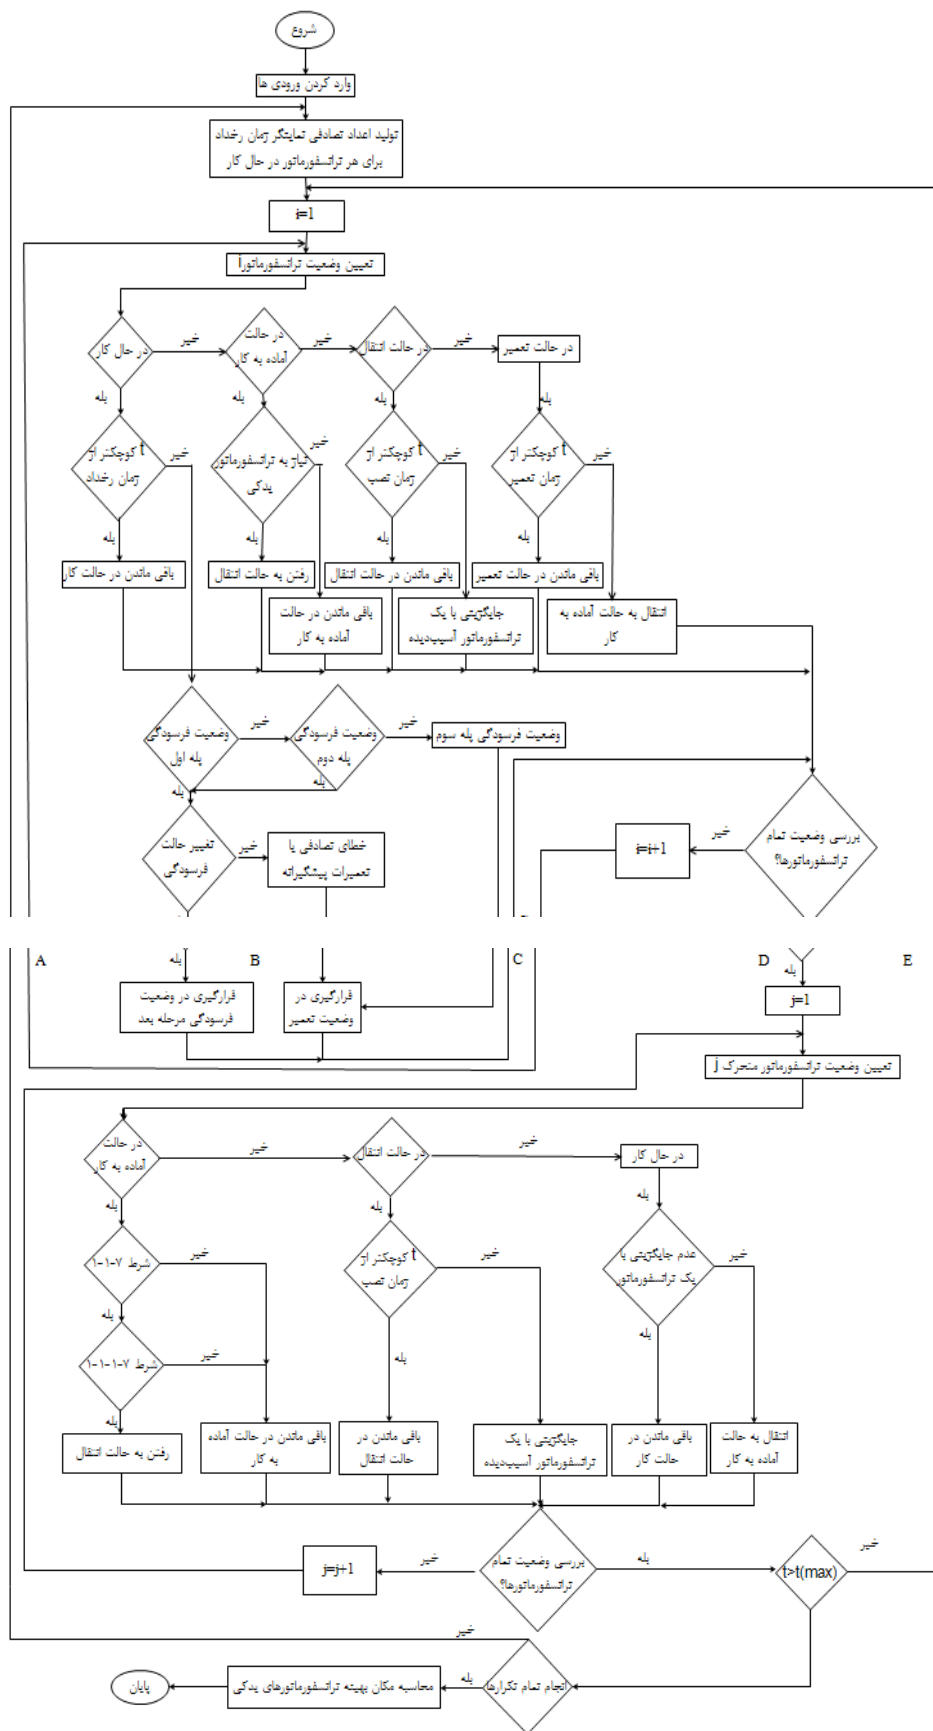 شروع
وارد کردن ورودی ها
تولید اعداد تصادفی نمایتگر زمان رخداد
برای هر ترانسفورماتور در حال کار
i=1
تعیین وضعیت ترانسفورماتورi
در حال کار
خیر
در حالت
آماده به کار
خیر
در حالت انتقال
خیر
در حالت تعمیر
بله
بله
بله
بله
t کوچکتر از
زمان رخداد
خیر
نیاز به ترانسفورماتور
یدکی
خیر
t کوچکتر از
زمان نصب
خیر
t کوچکتر از
زمان تعمیر
خیر
بله
بله
بله
بله
باقی ماندن در حالت کار
رفتن به حالت انتقال
باقی ماندن در حالت انتقال
باقی ماندن در حالت تعمیر
باقی ماندن در حالت
آماده به کار
جایگزینی با یک
ترانسفورماتور آسیب‌دیده
انتقال به حالت آماده به
کار
وضعیت فرسودگی
پله اول
خیر
وضعیت فرسودگی
پله دوم
خیر
وضعیت فرسودگی پله سوم
بله
بله
تغییر حالت
فرسودگی
خیر
خطای تصادفی یا
تعمیرات پیشگیرانه
i=i+1
خیر
بررسی وضعیت تمام
ترانسفورماتورها؟
A
بله
B
C
D
بله
E
قرارگیری در وضعیت
فرسودگی مرحله بعد
قرارگیری در
وضعیت تعمیر
j=1
تعیین وضعیت ترانسفورماتور متحرک j
در حالت
آماده به کار
خیر
در حالت انتقال
خیر
در حال کار
بله
بله
بله
شرط ۷-۱-۱
خیر
t کوچکتر از
زمان نصب
خیر
عدم جایگزینی با
یک ترانسفورماتور
خیر
بله
بله
بله
شرط ۷-۱-۱-۱
خیر
بله
رفتن به حالت انتقال
باقی ماندن در حالت آماده
به کار
باقی ماندن در
حالت انتقال
جایگزینی با یک
ترانسفورماتور آسیب‌دیده
باقی ماندن در
حالت کار
انتقال به حالت
آماده به کار
j=j+1
خیر
بررسی وضعیت تمام
ترانسفورماتورها؟
بله
t>t(max)
خیر
خیر
انجام تمام تکرارها
بله
محاسبه مکان بهینه ترانسفورماتورهای یدکی
پایان